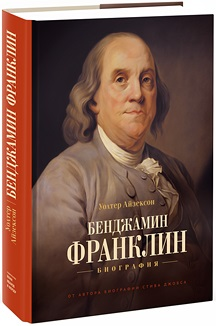 Уолтер Айзексон
БЕНДЖАМИН
ФРАНКЛИН
БИОГРАФИЯ
ОТ АВТОРА БИОГРАФИИ СТИВА ДЖОБСА
Уолтер
Айзексон
БЕНДЖАМИН ФРАНКЛИН